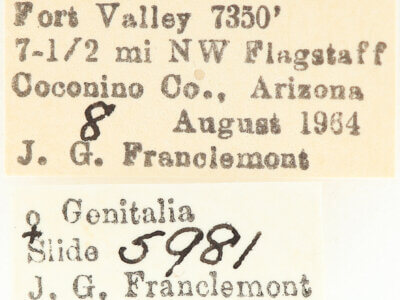 Fort Valley 7350'
7-1/2 mi NW Flagstaff
Coconino Co., Arizona
8 August 1964
J. G. Franclemont
♀ Genitalia
Slide 5981
J. G. Franclemont